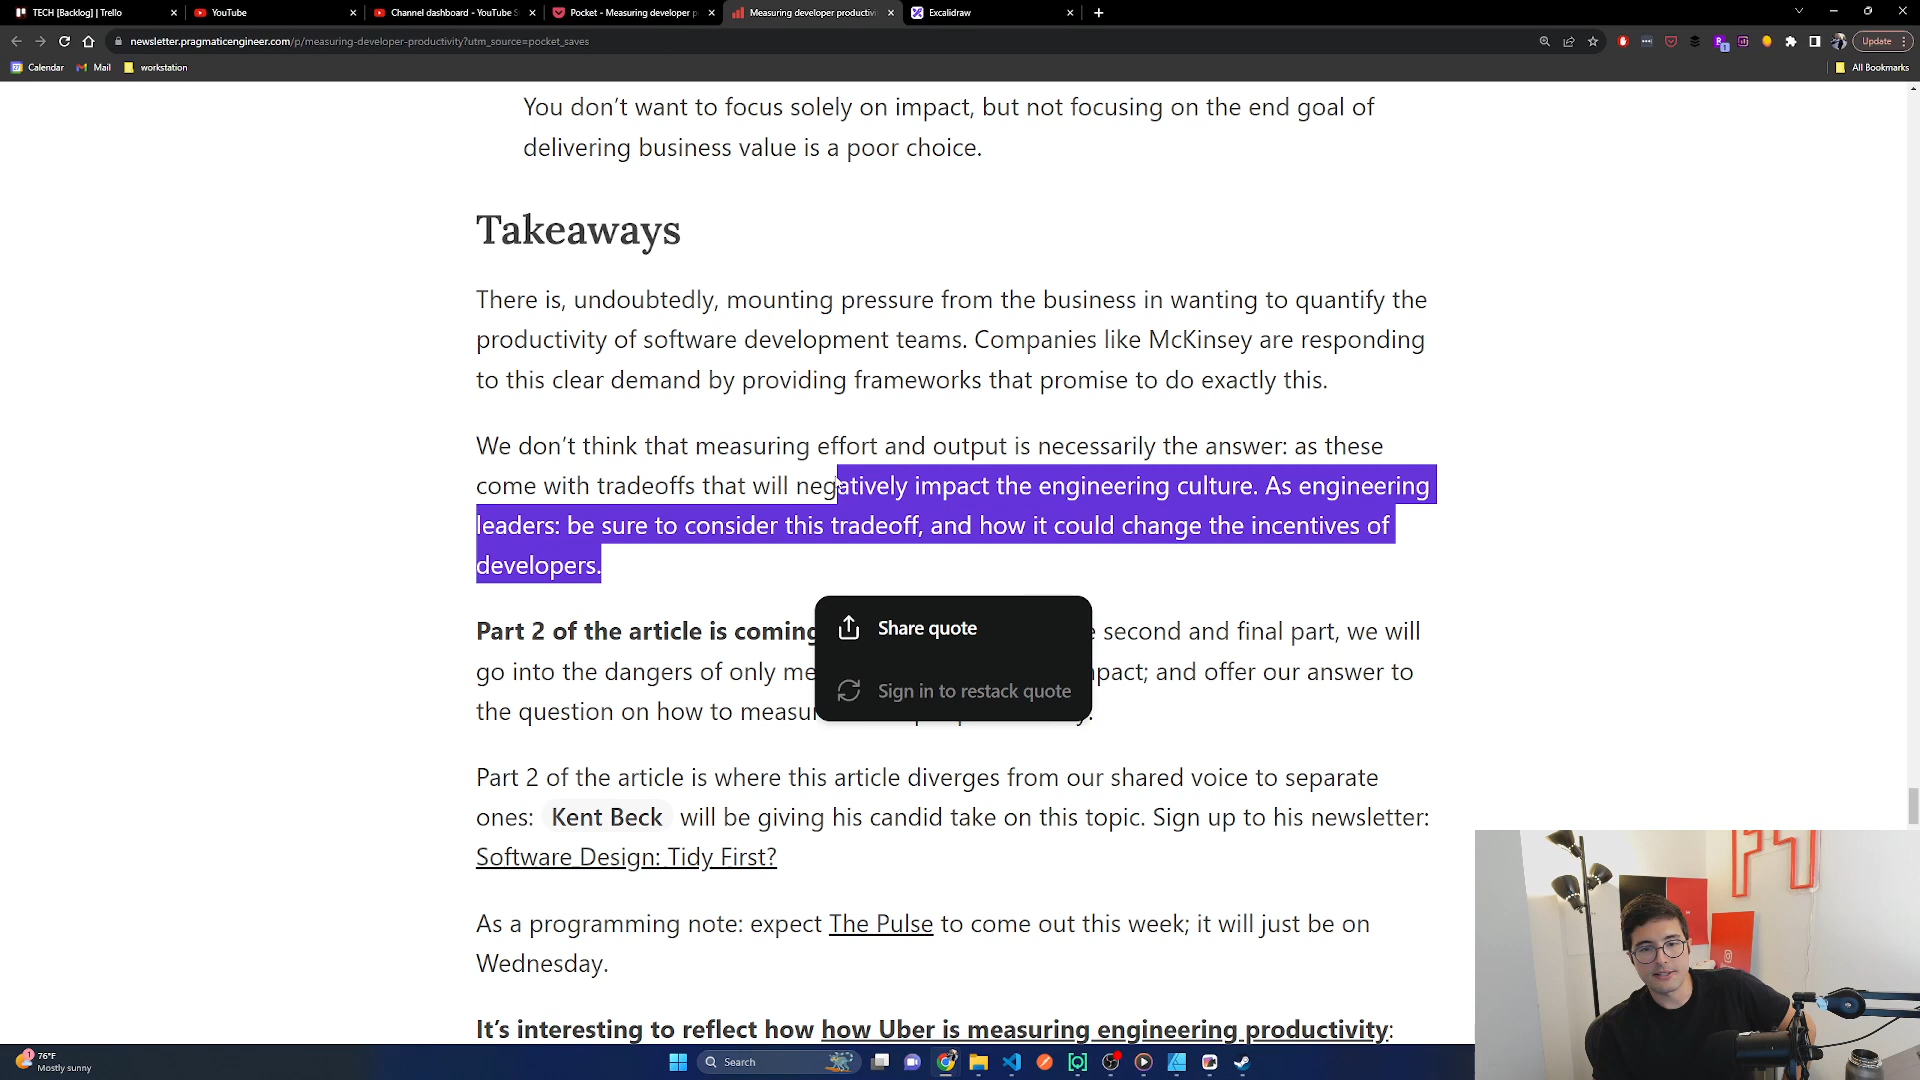 TECH [Backlog] | Trello
YouTube
Channel dashboard - YouTube S
Pocket - Measuring developer p
Measuring developer productivi
Excalidraw
newsletter.pragmaticengineer.com/p/measuring-developer-productivity?utm_source=pocket_saves
Update
Calendar
Mail
workstation
All Bookmarks
You don’t want to focus solely on impact, but not focusing on the end goal of
delivering business value is a poor choice.
Takeaways
There is, undoubtedly, mounting pressure from the business in wanting to quantify the
productivity of software development teams. Companies like McKinsey are responding
to this clear demand by providing frameworks that promise to do exactly this.
We don’t think that measuring effort and output is necessarily the answer: as these
come with tradeoffs that will negatively impact the engineering culture. As engineering
leaders: be sure to consider this tradeoff, and how it could change the incentives of
developers.
Share quote
Sign in to restack quote
Part 2 of the article is coming second and final part, we will
go into the dangers of only and offer our answer to
the question on how to
Part 2 of the article is where this article diverges from our shared voice to separate
ones: Kent Beck will be giving his candid take on this topic. Sign up to his newsletter:
Software Design: Tidy First?
As a programming note: expect The Pulse to come out this week; it will just be on
Wednesday.
It’s interesting to reflect how how Uber is measuring engineering productivity:
1
76°F
Mostly sunny
Search